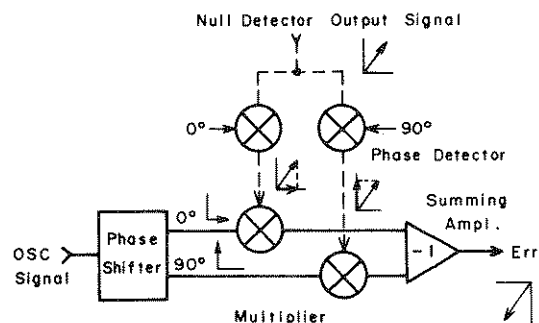 Null Detector Output Signal
0°
90°
Phase Detector
Summing
Ampl.
0°
OSC
Signal
Phase
Shifter
90°
-1
Err
Multiplier